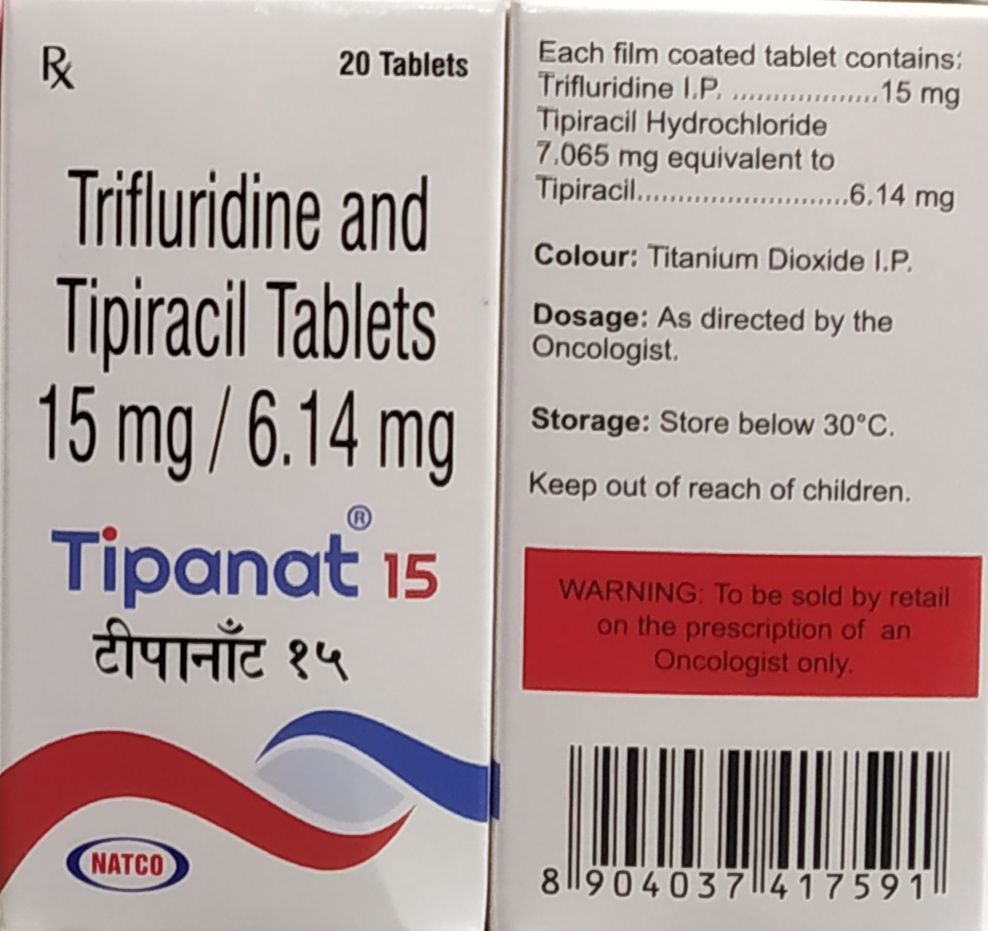 Rx
20 Tablets
Trifluridine and
Tipiracil Tablets
15 mg / 6.14 mg
Tipanat® 15
टीपानाँट १५
NATCO
Each film coated tablet contains:
Trifluridine I.P. ..................15 mg
Tipiracil Hydrochloride
7.065 mg equivalent to
Tipiracil..........................6.14 mg
Colour: Titanium Dioxide I.P.
Dosage: As directed by the
Oncologist.
Storage: Store below 30°C.
Keep out of reach of children.
WARNING: To be sold by retail
on the prescription of an
Oncologist only.
8 904037 417591